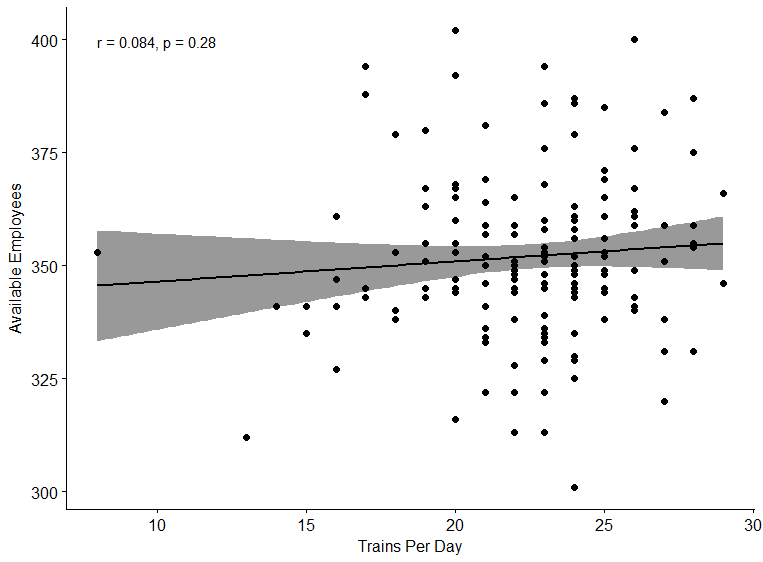 r = 0.084, p = 0.28
400
375
350
325
300
Available Employees
10 15 20 25 30
Trains Per Day